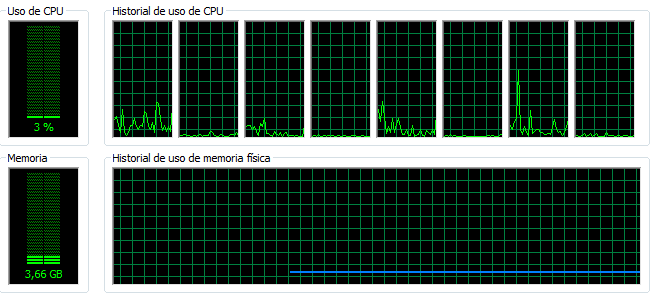 Uso de CPU
Historial de uso de CPU
3 %
Memoria
Historial de uso de memoria física
3,66 GB